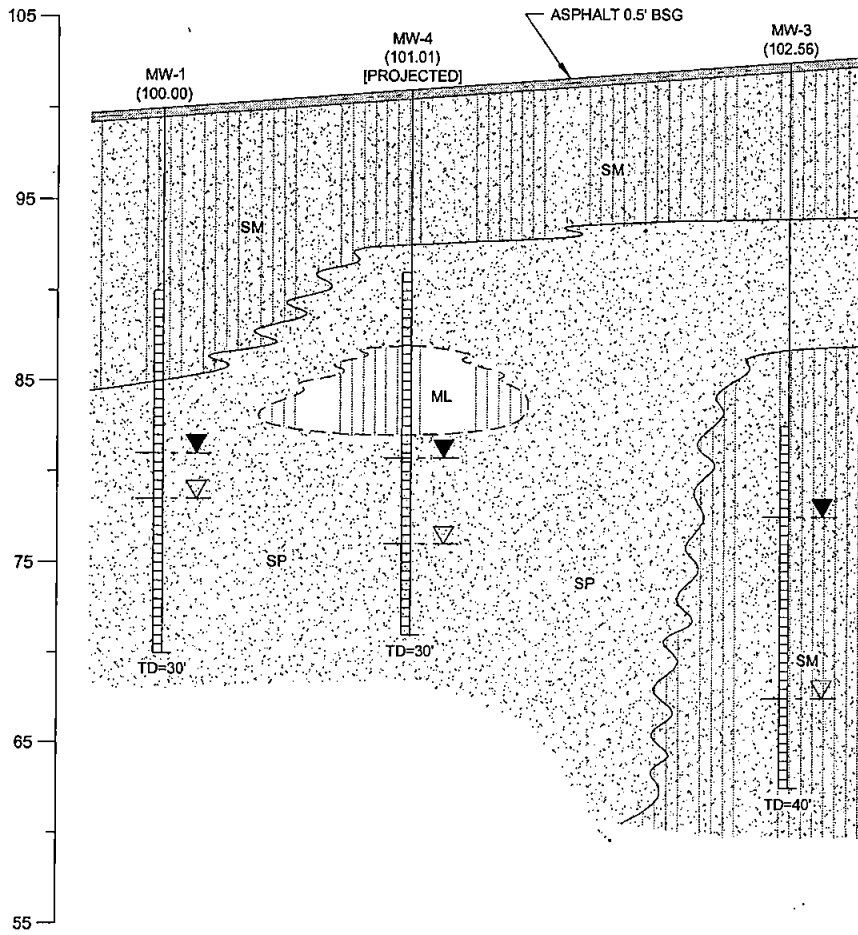 105
95
85
75
65
55
ASPHALT 0.5' BSG
MW-1
(100.00)
MW-4
(101.01)
[PROJECTED]
MW-3
(102.56)
SM
SM
ML
SP
SP
SM
TD=30'
TD=30'
TD=40'